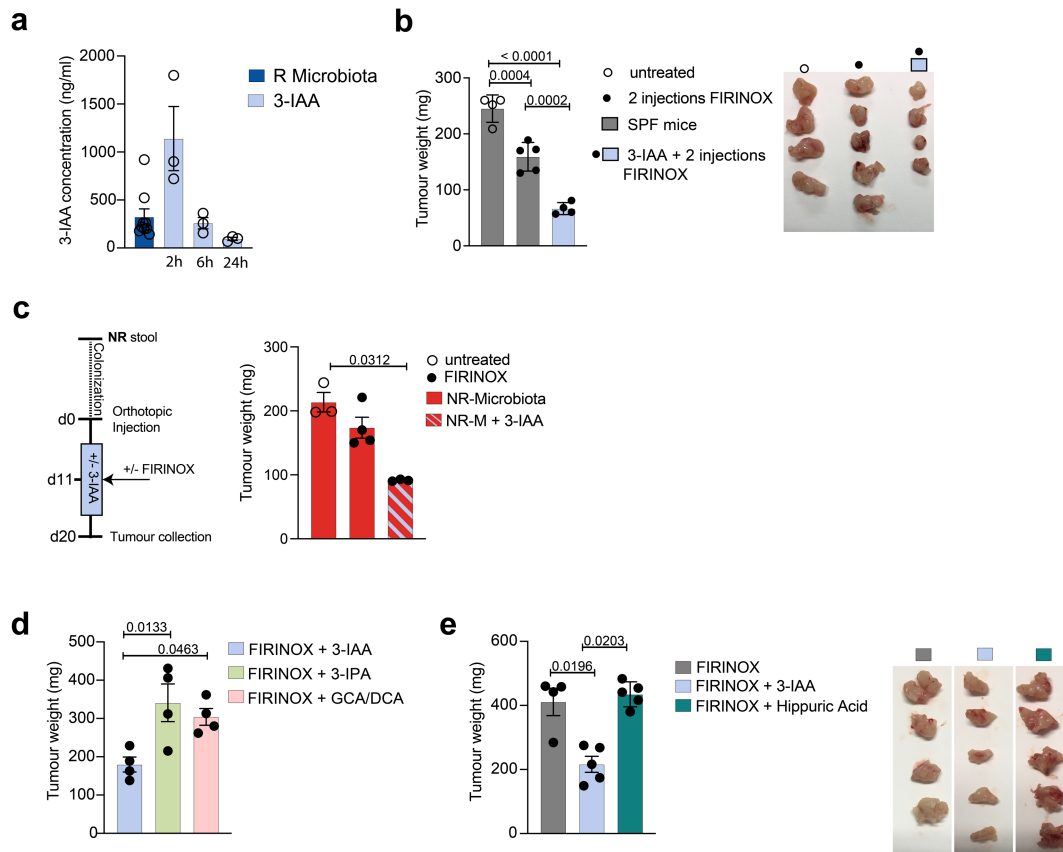 a
3-IAA concentration (ng/ml)
2000
1500
1000
500
0
2h
6h
24h
R Microbiota
3-IAA
b
Tumour weight (mg)
300
200
100
0
< 0.0001
0.0004
0.0002
untreated
2 injections FIRINOX
SPF mice
3-IAA + 2 injections
FIRINOX
c
NR stool
Colonization
d0
Orthotopic
Injection
+/- 3-IAA
d11
+/- FIRINOX
d20
Tumour collection
Tumour weight (mg)
300
200
100
0
0.0312
untreated
FIRINOX
NR-Microbiota
NR-M + 3-IAA
d
Tumour weight (mg)
500
400
300
200
100
0
0.0133
0.0463
FIRINOX + 3-IAA
FIRINOX + 3-IPA
FIRINOX + GCA/DCA
e
Tumour weight (mg)
600
400
200
0
0.0203
0.0196
FIRINOX
FIRINOX + 3-IAA
FIRINOX + Hippuric Acid